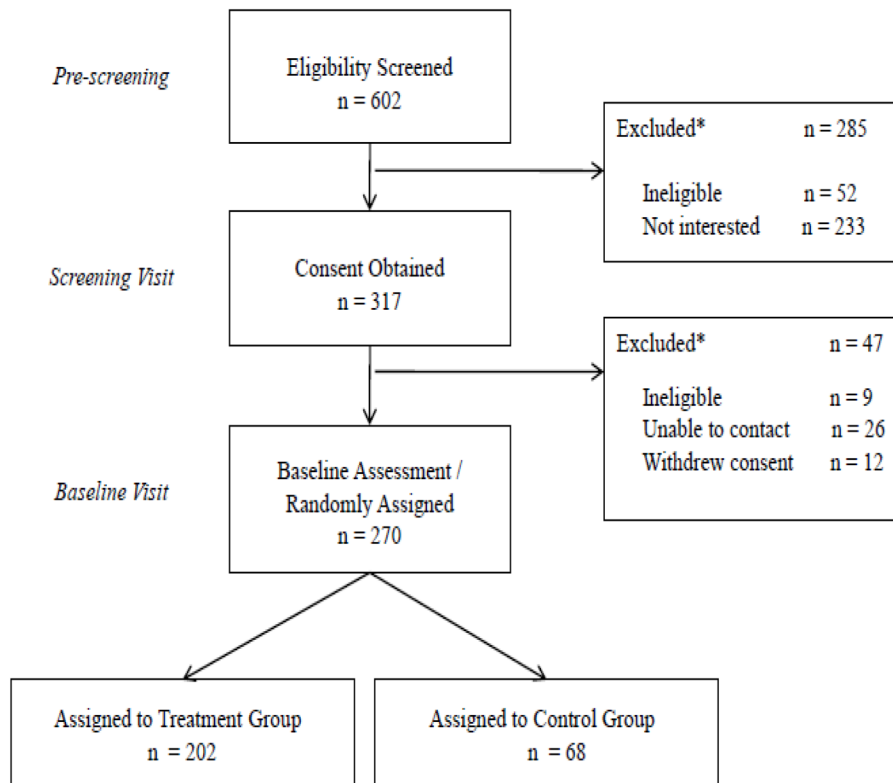 Pre-screening
Eligibility Screened
n = 602
Excluded* n = 285
Ineligible n = 52
Not interested n = 233
Screening Visit
Consent Obtained
n = 317
Excluded* n = 47
Ineligible n = 9
Unable to contact n = 26
Withdrew consent n = 12
Baseline Visit
Baseline Assessment /
Randomly Assigned
n = 270
Assigned to Treatment Group
n = 202
Assigned to Control Group
n = 68